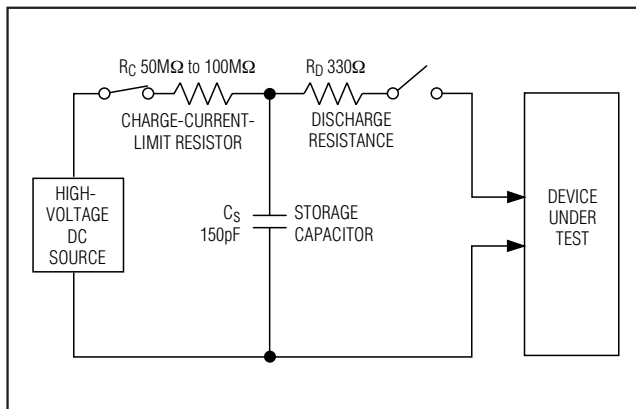 RC 50MΩ to 100MΩ
CHARGE-CURRENT-
LIMIT RESISTOR
RD 330Ω
DISCHARGE
RESISTANCE
HIGH-
VOLTAGE
DC
SOURCE
CS
150pF
STORAGE
CAPACITOR
DEVICE
UNDER
TEST